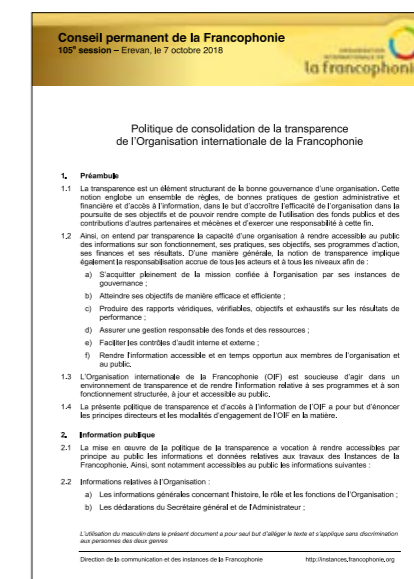 Conseil permanent de la Francophonie
105e session – Erevan, le 7 octobre 2018
la francophonie
Politique de consolidation de la transparence
de l'Organisation internationale de la Francophonie
1. Préambule
1.1 La transparence est un élément structurant de la bonne gouvernance d'une organisation. Cette
notion englobe un ensemble de règles, de bonnes pratiques de gestion administrative et
financière et d'accès à l'information, dans le but d'accroître l'efficacité de l'organisation dans la
poursuite de ses objectifs et de pouvoir rendre compte de l'utilisation des fonds publics et des
contributions d'autres partenaires et mécènes et d'exercer une responsabilité à cette fin.
1.2 Ainsi, on entend par transparence la capacité d'une organisation à rendre accessible au public
des informations sur son fonctionnement, ses pratiques, ses objectifs, ses programmes d'action,
ses finances et ses résultats. D'une manière générale, la notion de transparence implique
également la responsabilisation accrue de tous les acteurs et à tous les niveaux afin de :
a) S'acquitter pleinement de la mission confiée à l'organisation par ses instances de
gouvernance ;
b) Atteindre ses objectifs de manière efficace et efficiente ;
c) Produire des rapports véridiques, vérifiables, objectifs et exhaustifs sur les résultats de
performance ;
d) Assurer une gestion responsable des fonds et des ressources ;
e) Faciliter les contrôles d'audit interne et externe ;
f) Rendre l'information accessible et en temps opportun aux membres de l'organisation et
au public.
1.3 L'Organisation internationale de la Francophonie (OIF) est soucieuse d'agir dans un
environnement de transparence et de rendre l'information relative à ses programmes et à son
fonctionnement structurée, à jour et accessible au public.
1.4 La présente politique de transparence et d'accès à l'information de l'OIF a pour but d'énoncer
les principes directeurs et les modalités d'engagement de l'OIF en la matière.
2. Information publique
2.1 La mise en œuvre de la politique de la transparence a vocation à rendre accessibles par
principe au public les informations et données relatives aux travaux des Instances de la
Francophonie. Ainsi, sont notamment accessibles au public les informations suivantes :
2.2 Informations relatives à l'Organisation :
a) Les informations générales concernant l'histoire, le rôle et les fonctions de l'Organisation ;
b) Les déclarations du Secrétaire général et de l'Administrateur ;
L'utilisation du masculin dans le présent document a pour seul but d'alléger le texte et s'applique sans discrimination
aux personnes des deux genres
Direction de la communication et des instances de la Francophonie http://instances.francophonie.org